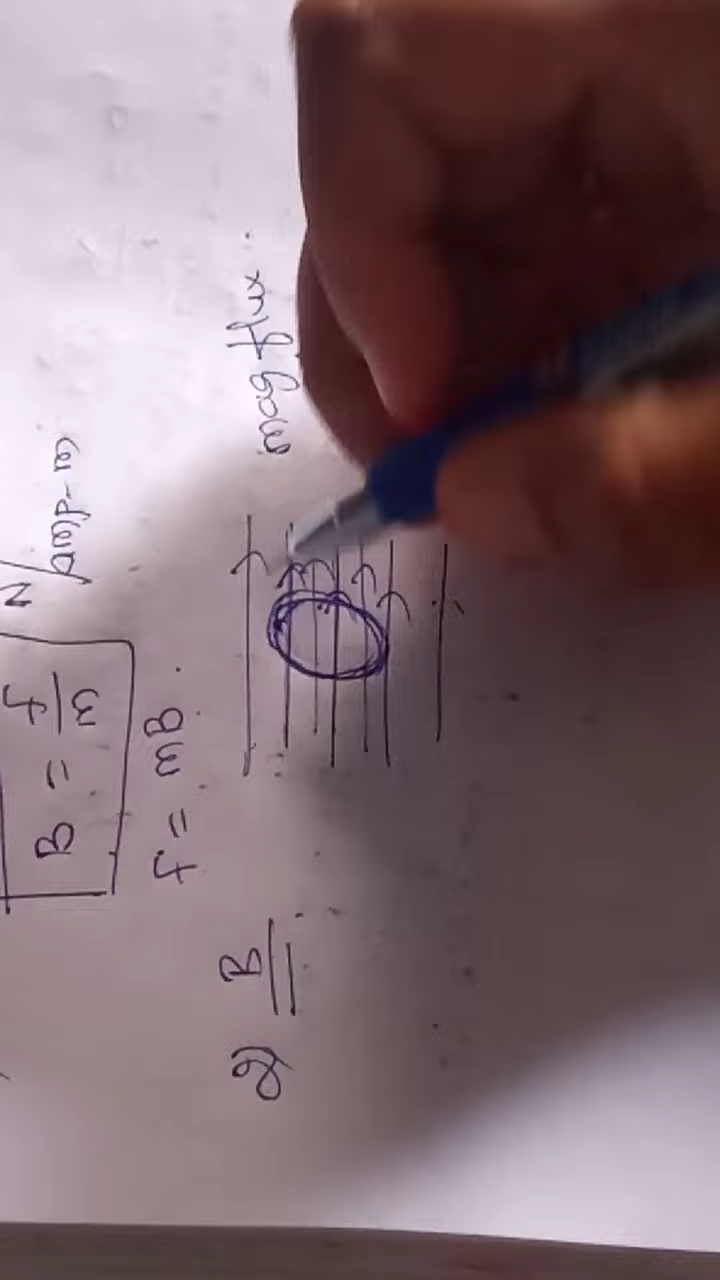 B = f/m N/amp-m
f = mB.
2) B mag flux.